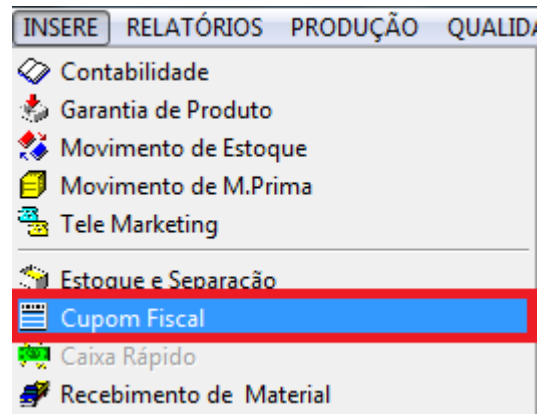 INSERE RELATÓRIOS PRODUÇÃO QUALID
Contabilidade
Garantia de Produto
Movimento de Estoque
Movimento de M.Prima
Tele Marketing
Estoque e Separação
Cupom Fiscal
Caixa Rápido
Recebimento de Material